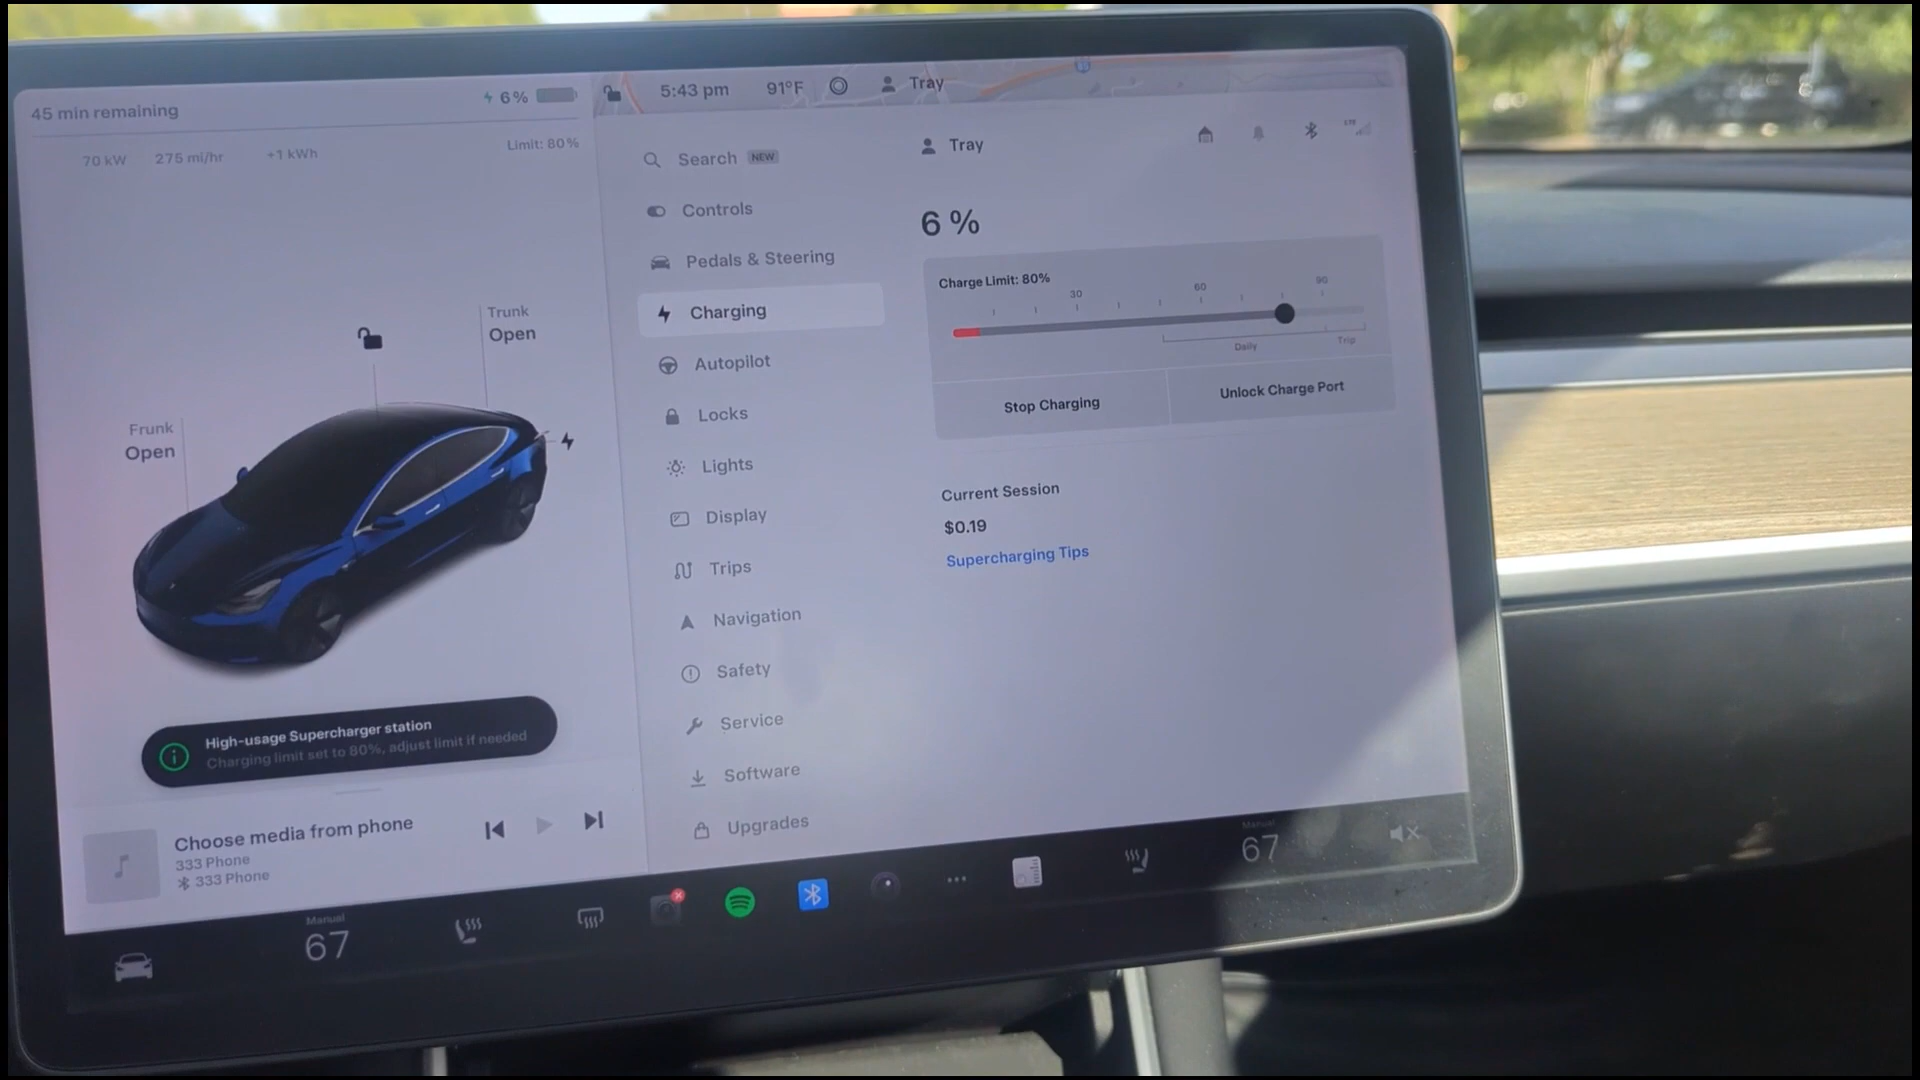 45 min remaining
6%
70 kW 275 mi/hr +1 kWh
Limit: 80%
Trunk
Open
Frunk
Open
High-usage Supercharger station
Charging limit set to 80%, adjust limit if needed
Choose media from phone
333 Phone
333 Phone
5:43 pm 91°F Tray
Search NEW
Controls
Pedals & Steering
Charging
Autopilot
Locks
Lights
Display
Trips
Navigation
Safety
Service
Software
Upgrades
Tray
LTE
6 %
Charge Limit: 80%
30 60 90
Daily Trip
Stop Charging
Unlock Charge Port
Current Session
$0.19
Supercharging Tips
Manual
67
Manual
67